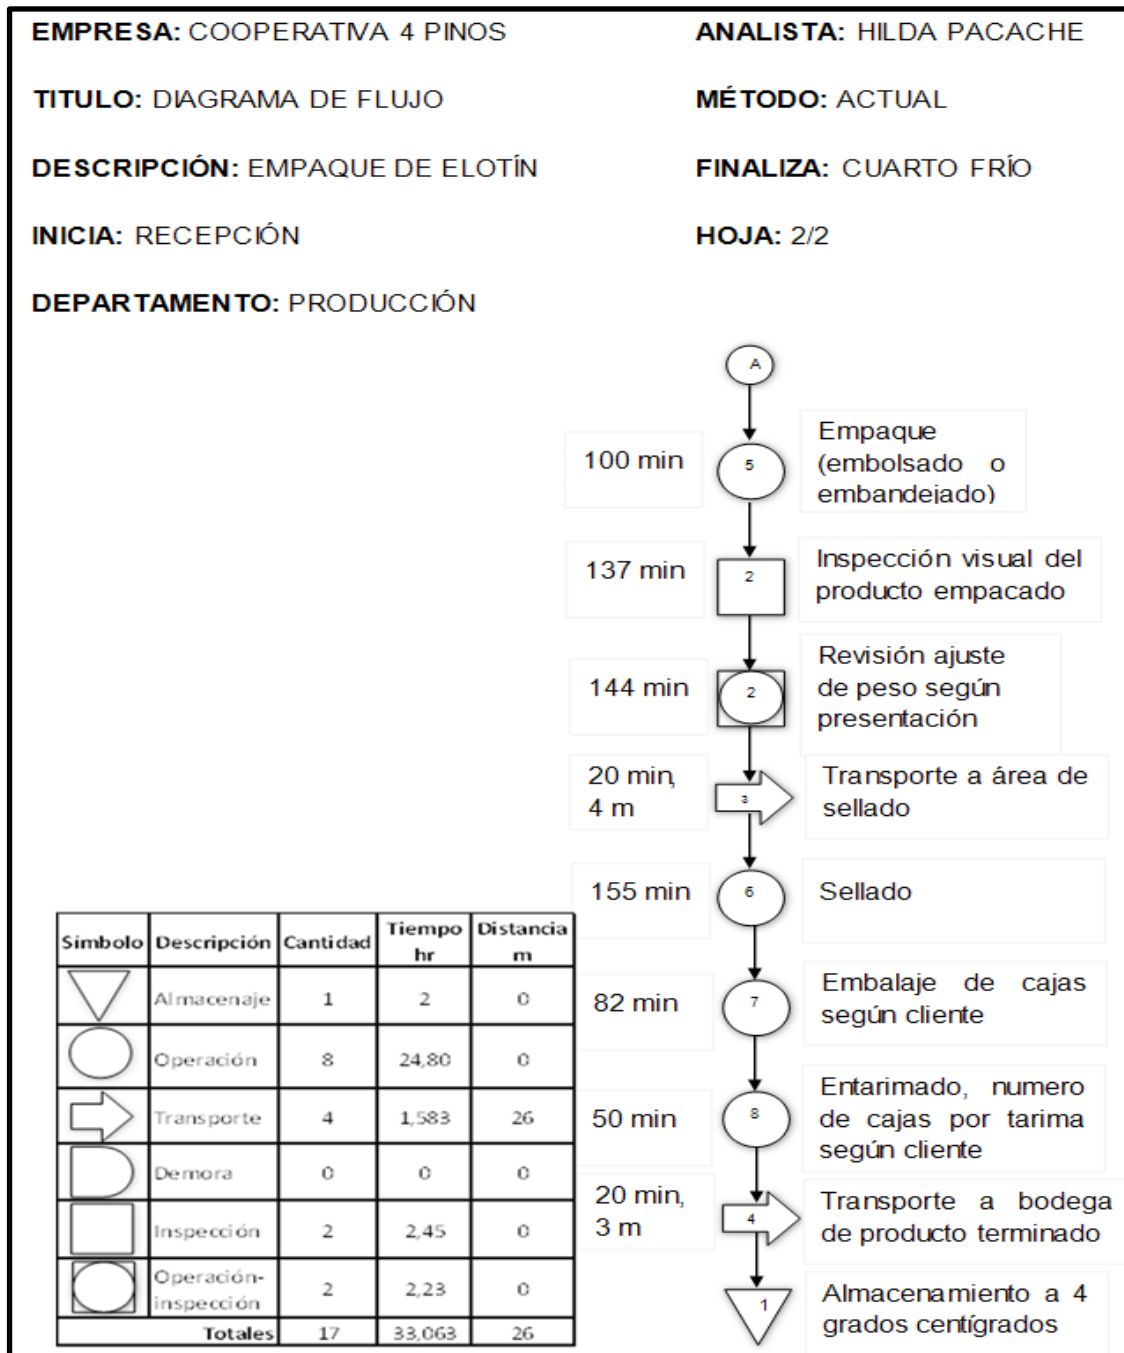 EMPRESA: COOPERATIVA 4 PINOS
ANALISTA: HILDA PACACHE
TITULO: DIAGRAMA DE FLUJO
MÉTODO: ACTUAL
DESCRIPCIÓN: EMPAQUE DE ELOTÍN
FINALIZA: CUARTO FRÍO
INICIA: RECEPCIÓN
HOJA: 2/2
DEPARTAMENTO: PRODUCCIÓN
A
100 min
5
Empaque
(embolsado o
embandejado)
137 min
2
Inspección visual del
producto empacado
144 min
2
Revisión ajuste
de peso según
presentación
20 min,
4 m
3
Transporte a área de
sellado
155 min
6
Sellado
82 min
7
Embalaje de cajas
según cliente
50 min
8
Entarimado, numero
de cajas por tarima
según cliente
20 min,
3 m
4
Transporte a bodega
de producto terminado
1
Almacenamiento a 4
grados centígrados
Símbolo Descripción Cantidad Tiempo hr Distancia m
Almacenaje 1 2 0
Operación 8 24,80 0
Transporte 4 1,583 26
Demora 0 0 0
Inspección 2 2,45 0
Operación-
inspección 2 2,23 0
Totales 17 33,063 26